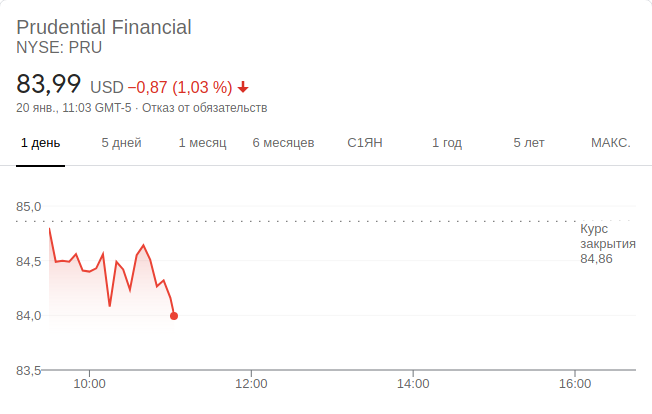 Prudential Financial
NYSE: PRU
83,99 USD −0,87 (1,03 %)
20 янв., 11:03 GMT-5 · Отказ от обязательств
1 день 5 дней 1 месяц 6 месяцев С1ЯН 1 год 5 лет МАКС.
85,0
Курс
закрытия
84,86
84,5
84,0
83,5
10:00 12:00 14:00 16:00